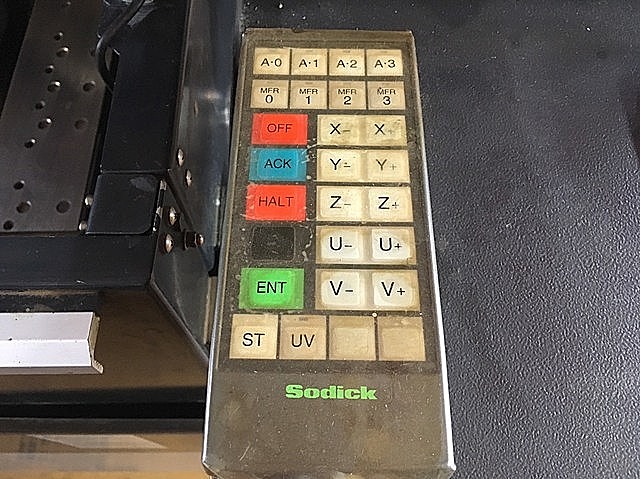 A·0 A·1 A·2 A·3
MFR 0 MFR 1 MFR 2 MFR 3
OFF X- X+
ACK Y- Y+
HALT Z- Z+
U- U+
ENT V- V+
ST UV
Sodick